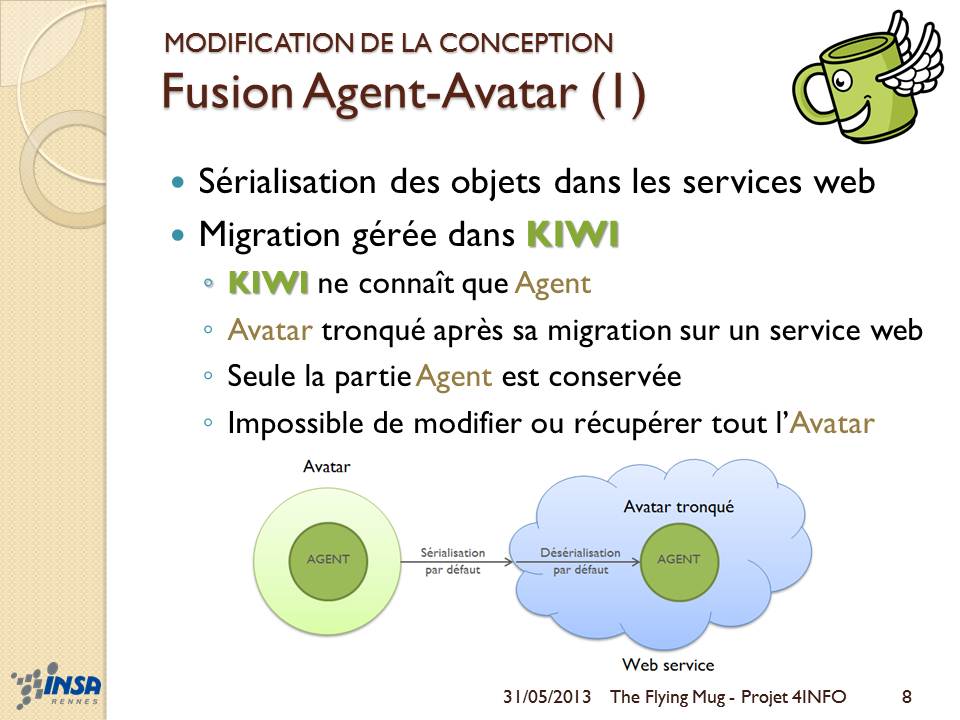 MODIFICATION DE LA CONCEPTION
Fusion Agent-Avatar (1)
Sérialisation des objets dans les services web
Migration gérée dans KIWI
KIWI ne connaît que Agent
Avatar tronqué après sa migration sur un service web
Seule la partie Agent est conservée
Impossible de modifier ou récupérer tout l’Avatar
Avatar
AGENT
Sérialisation
par défaut
Désérialisation
par défaut
Avatar tronqué
AGENT
Web service
INSA
RENNES
31/05/2013 The Flying Mug - Projet 4INFO 8